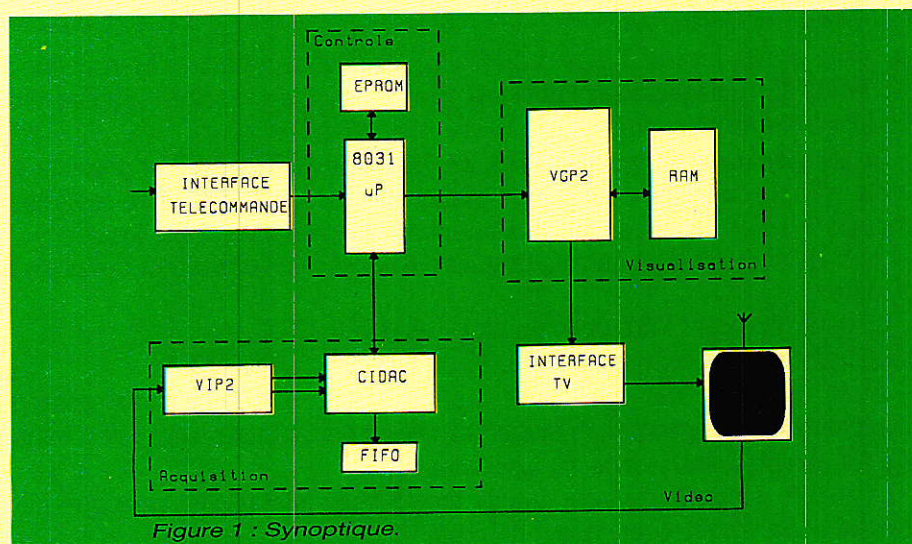 Controle
EPROM
8031
uP
INTERFACE
TELECOMMANDE
VGP2
RAM
Visualisation
VIP2
CIDAC
FIFO
Acquisition
INTERFACE
TV
Video
Figure 1 : Synoptique.